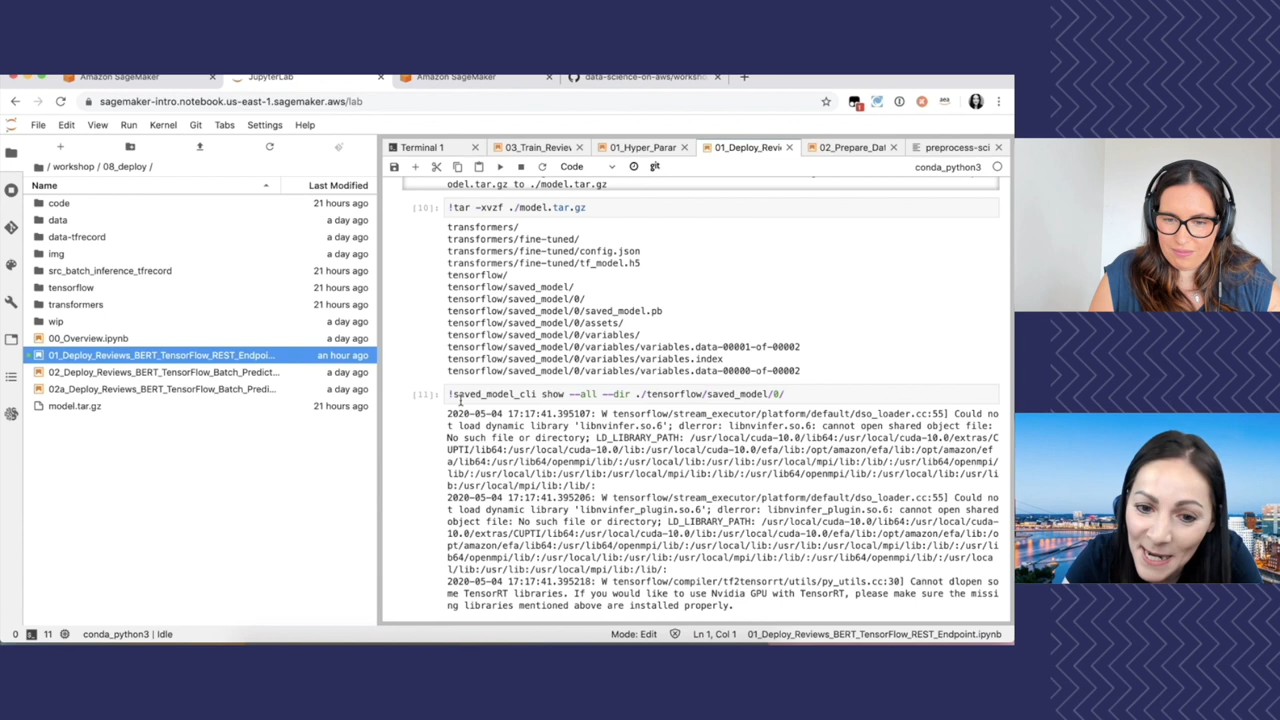 Amazon SageMaker
JupyterLab
Amazon SageMaker
data-science-on-aws/worksh
sagemaker-intro.notebook.us-east-1.sagemaker.aws/lab
File Edit View Run Kernel Git Tabs Settings Help
/ workshop / 08_deploy /
Name Last Modified
code 21 hours ago
data a day ago
data-tfrecord a day ago
img a day ago
src_batch_inference_tfrecord 21 hours ago
tensorflow 21 hours ago
transformers 21 hours ago
wip a day ago
00_Overview.ipynb a day ago
01_Deploy_Reviews_BERT_TensorFlow_REST_Endpoi... an hour ago
02_Deploy_Reviews_BERT_TensorFlow_Batch_Predict... a day ago
02a_Deploy_Reviews_BERT_TensorFlow_Batch_Predi... a day ago
model.tar.gz 21 hours ago
Terminal 1
03_Train_Review
01_Hyper_Param
01_Deploy_Revi
02_Prepare_Dat
preprocess-sci
Code
git
conda_python3
odel.tar.gz to ./model.tar.gz
[10]: !tar -xvzf ./model.tar.gz
transformers/
transformers/fine-tuned/
transformers/fine-tuned/config.json
transformers/fine-tuned/tf_model.h5
tensorflow/
tensorflow/saved_model/
tensorflow/saved_model/0/
tensorflow/saved_model/0/saved_model.pb
tensorflow/saved_model/0/assets/
tensorflow/saved_model/0/variables/
tensorflow/saved_model/0/variables/variables.data-00001-of-00002
tensorflow/saved_model/0/variables/variables.index
tensorflow/saved_model/0/variables/variables.data-00000-of-00002
[11]: !saved_model_cli show --all --dir ./tensorflow/saved_model/0/
2020-05-04 17:17:41.395107: W tensorflow/stream_executor/platform/default/dso_loader.cc:55] Could no
t load dynamic library 'libnvinfer.so.6'; dlerror: libnvinfer.so.6: cannot open shared object file:
No such file or directory; LD_LIBRARY_PATH: /usr/local/cuda-10.0/lib64:/usr/local/cuda-10.0/extras/C
UPTI/lib64:/usr/local/cuda-10.0/lib:/usr/local/cuda-10.0/efa/lib:/opt/amazon/efa/lib:/opt/amazon/ef
a/lib64:/usr/lib64/openmpi/lib/:/usr/local/lib:/usr/lib:/usr/local/mpi/lib:/lib/:/usr/lib64/openmpi/
lib/:/usr/local/lib:/usr/lib:/usr/local/mpi/lib:/lib/:/usr/lib64/openmpi/lib/:/usr/local/lib:/usr/li
b:/usr/local/mpi/lib:/lib/:
2020-05-04 17:17:41.395206: W tensorflow/stream_executor/platform/default/dso_loader.cc:55] Could no
t load dynamic library 'libnvinfer_plugin.so.6'; dlerror: libnvinfer_plugin.so.6: cannot open shared
object file: No such file or directory; LD_LIBRARY_PATH: /usr/local/cuda-10.0/lib64:/usr/local/cuda-
10.0/extras/CUPTI/lib64:/usr/local/cuda-10.0/lib:/usr/local/cuda-10.0/efa/lib:/opt/amazon/efa/lib:/o
pt/amazon/efa/lib64:/usr/lib64/openmpi/lib/:/usr/local/lib:/usr/lib:/usr/local/mpi/lib:/lib/:/usr/li
b64/openmpi/lib/:/usr/local/lib:/usr/lib:/usr/local/mpi/lib:/lib/:/usr/lib64/openmpi/lib/:/usr/loca
l/lib:/usr/lib:/usr/local/mpi/lib:/lib/:
2020-05-04 17:17:41.395218: W tensorflow/compiler/tf2tensorrt/utils/py_utils.cc:30] Cannot dlopen so
me TensorRT libraries. If you would like to use Nvidia GPU with TensorRT, please make sure the missi
ng libraries mentioned above are installed properly.
0 11 conda_python3 | Idle Mode: Edit Ln 1, Col 1 01_Deploy_Reviews_BERT_TensorFlow_REST_Endpoint.ipynb